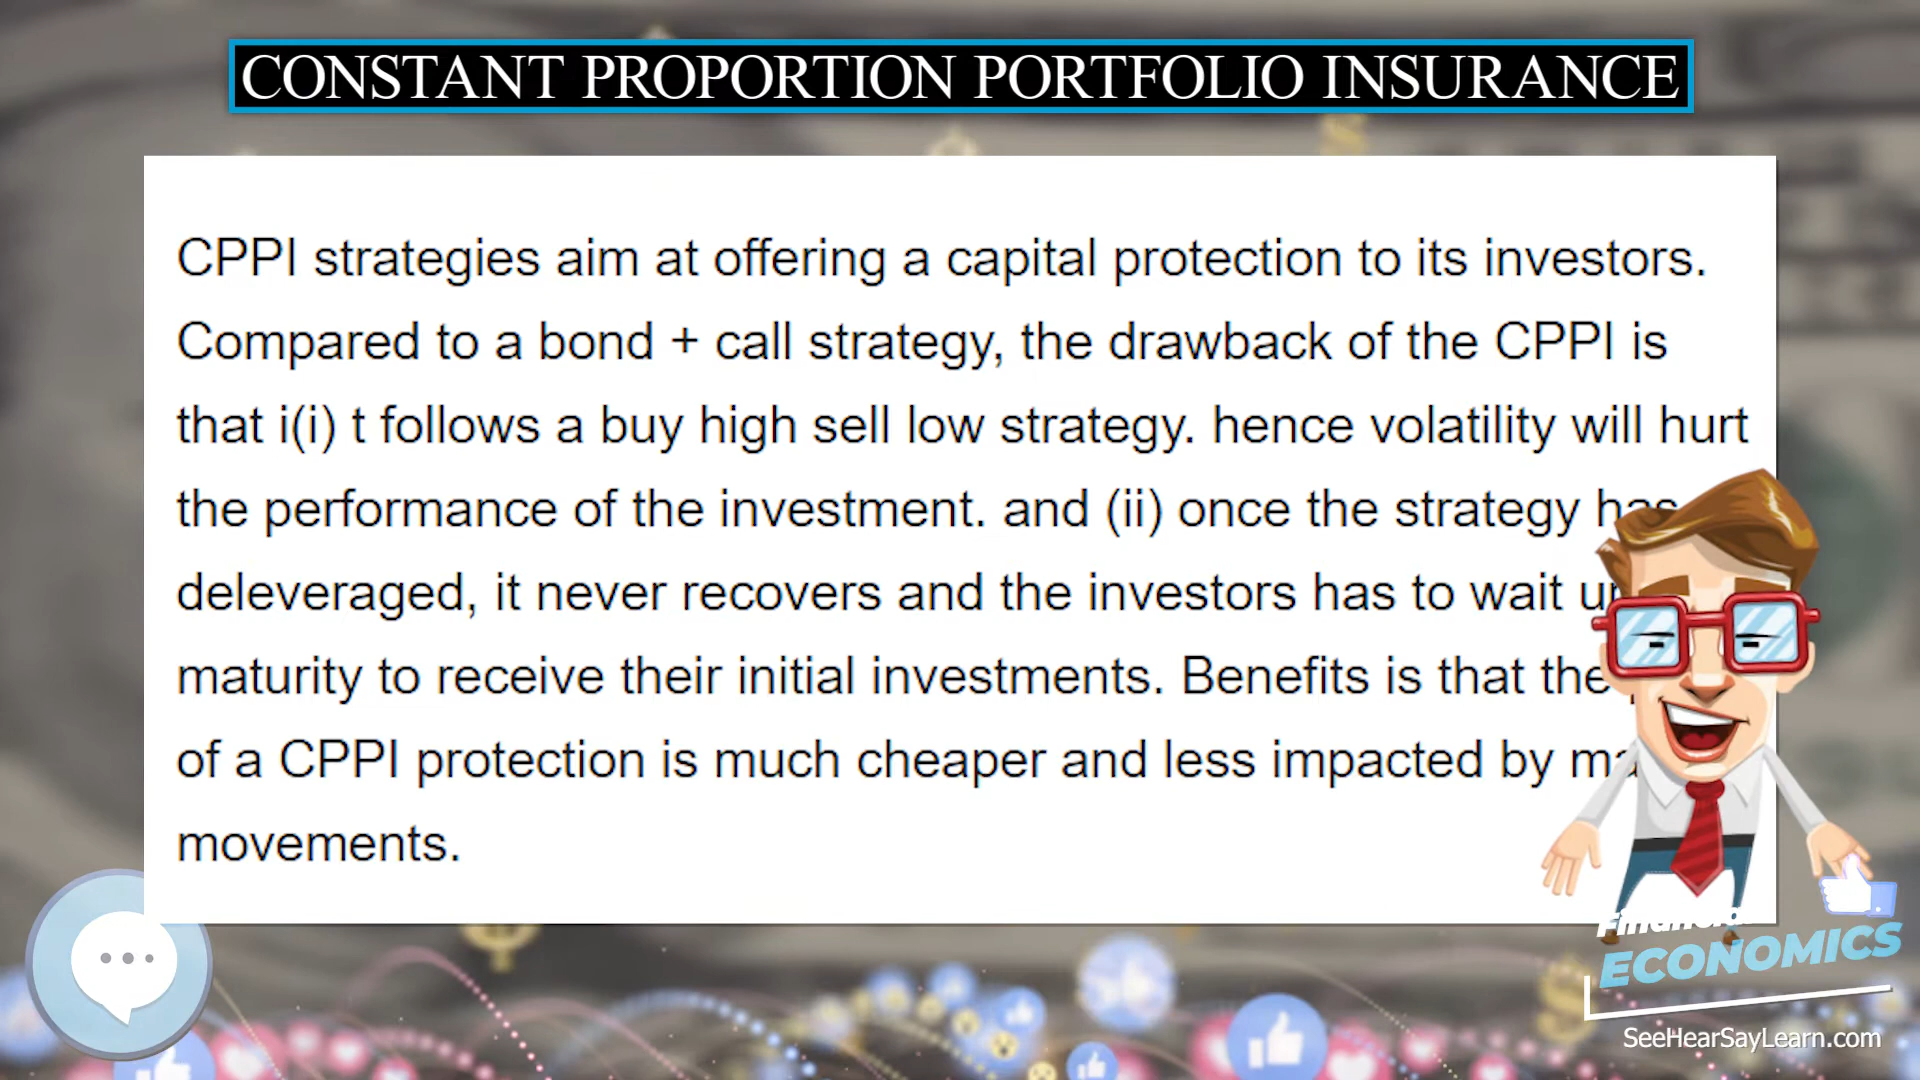 CONSTANT PROPORTION PORTFOLIO INSURANCE
CPPI strategies aim at offering a capital protection to its investors.
Compared to a bond + call strategy, the drawback of the CPPI is
that i(i) t follows a buy high sell low strategy. hence volatility will hurt
the performance of the investment. and (ii) once the strategy has
deleveraged, it never recovers and the investors has to wait
maturity to receive their initial investments. Benefits is that the
of a CPPI protection is much cheaper and less impacted by
movements.
ECONOMICS
SeeHearSayLearn.com